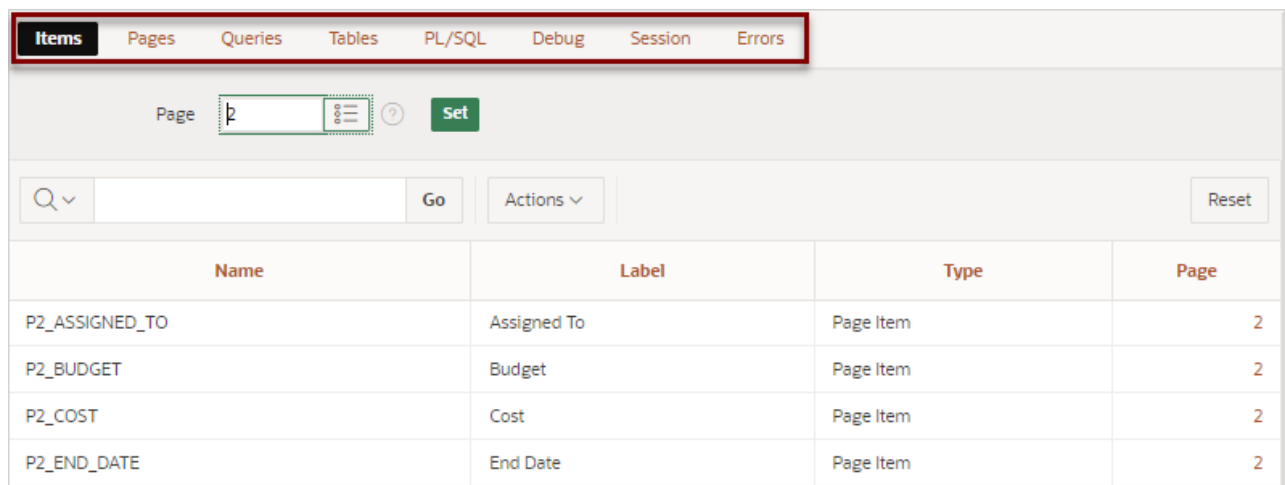 Items Pages Queries Tables PL/SQL Debug Session Errors
Page 2 ? Set
Go Actions Reset
Name Label Type Page
P2_ASSIGNED_TO Assigned To Page Item 2
P2_BUDGET Budget Page Item 2
P2_COST Cost Page Item 2
P2_END_DATE End Date Page Item 2